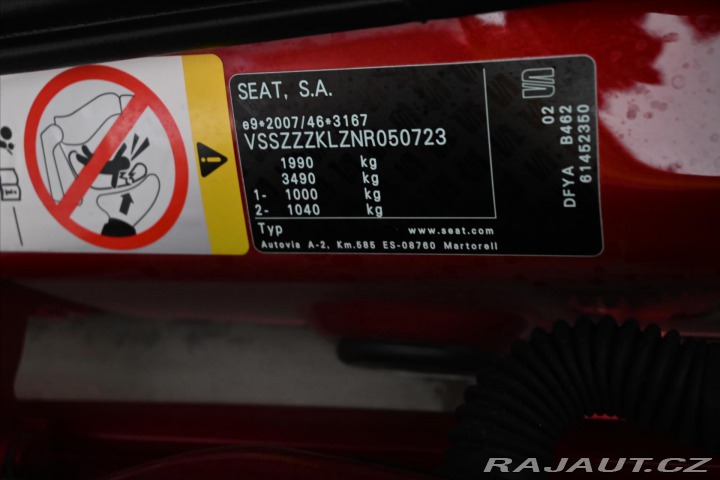 SEAT, S.A.
e9*2007/46*3167
VSSZZZKLZNR050723
1990 kg
3490 kg
1- 1000 kg
2- 1040 kg
Typ www.seat.com
Autovia A-2, Km.585 ES-08760 Martorell
02
DFYA B462
61452350
RAJAUT.CZ